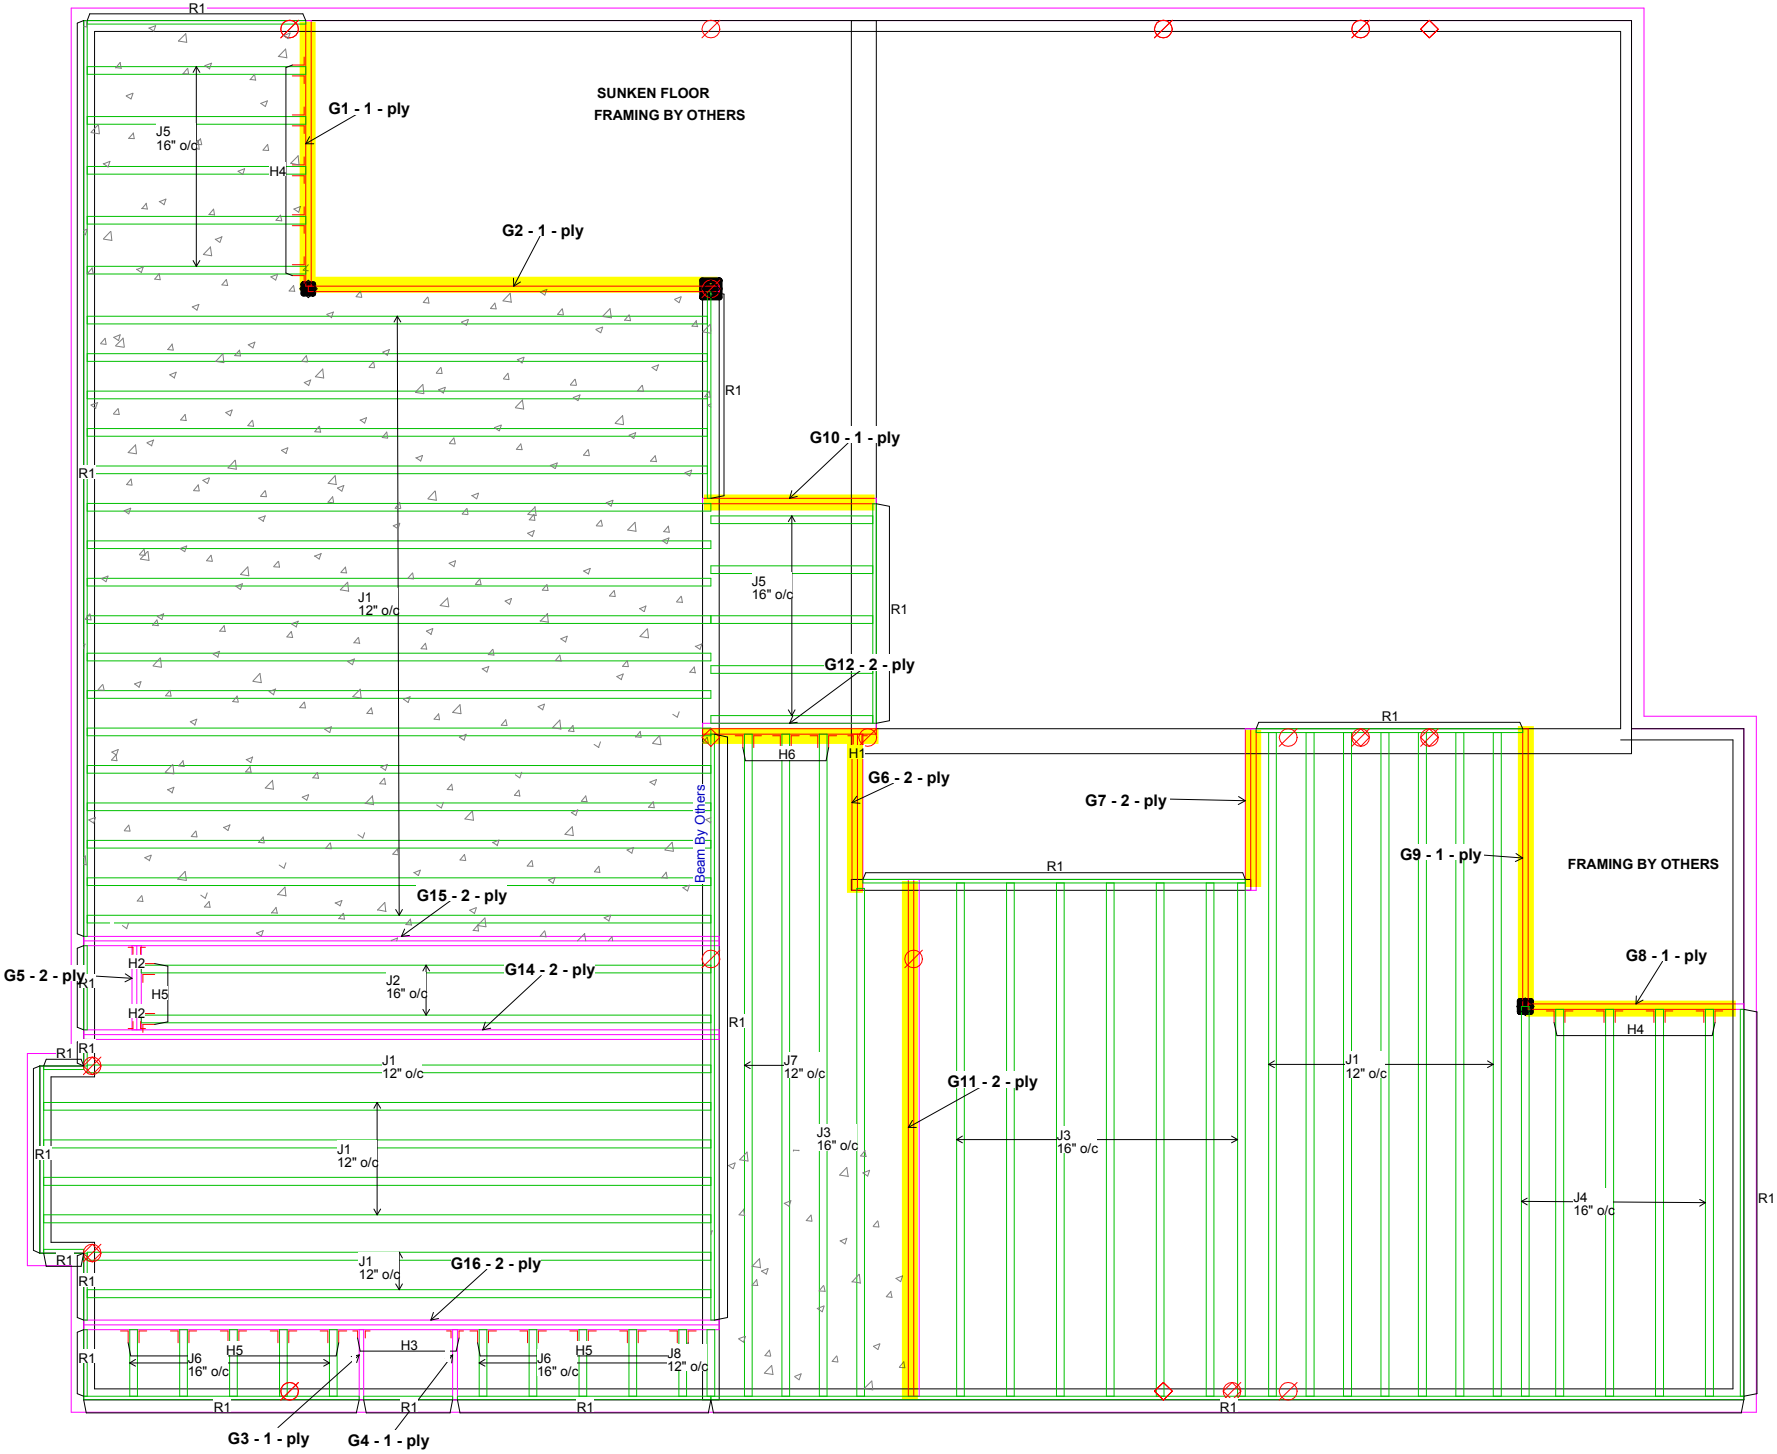 R1
SUNKEN FLOOR
FRAMING BY OTHERS
G1 - 1 - ply
J5
16" o/c
H4
G2 - 1 - ply
R1
G10 - 1 - ply
R1
J5
16" o/c
J1
12" o/c
R1
G12 - 2 - ply
R1
H6
H1
G6 - 2 - ply
G7 - 2 - ply
Beam By Others
G9 - 1 - ply
FRAMING BY OTHERS
R1
G15 - 2 - ply
G5 - 2 - ply
H2
R1
H5
H2
J2
16" o/c
G14 - 2 - ply
G8 - 1 - ply
R1
H4
R1
R1
J1
12" o/c
J7
12" o/c
J1
12" o/c
G11 - 2 - ply
R1
J1
12" o/c
J3
16" o/c
J3
16" o/c
J4
16" o/c
R1
R1
R1
J1
12" o/c
G16 - 2 - ply
R1
J6
16" o/c
H5
H3
J6
16" o/c
H5
J8
12" o/c
R1
R1
R1
R1
G3 - 1 - ply
G4 - 1 - ply